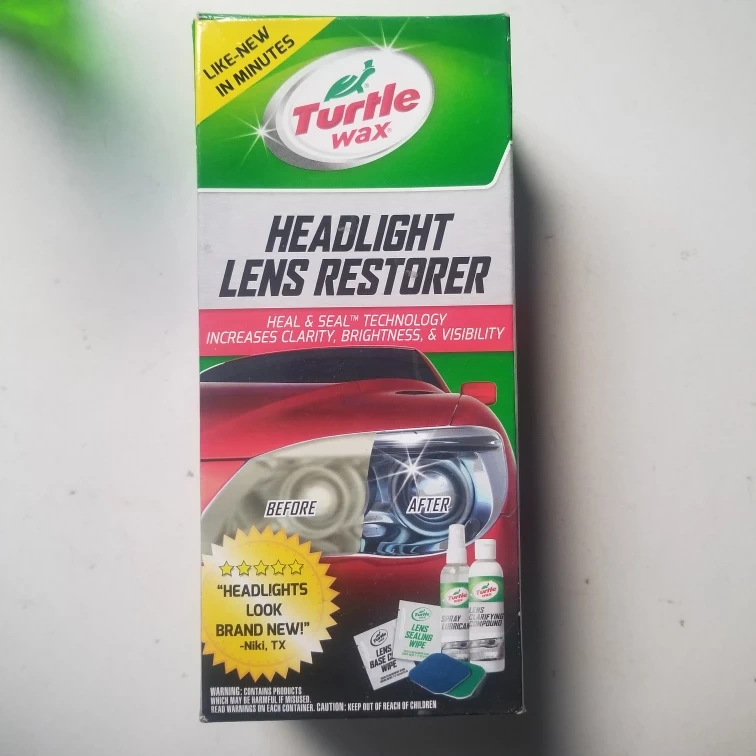 LIKE-NEW
IN MINUTES
Turtle
wax®
HEADLIGHT
LENS RESTORER
HEAL & SEAL™ TECHNOLOGY
INCREASES CLARITY, BRIGHTNESS, & VISIBILITY
BEFORE
AFTER
"HEADLIGHTS
LOOK
BRAND NEW!"
-Niki, TX
Turtle
wax
SPRAY
LUBRICAN
Turtle
wax
LENS
CLARIFYING
COMPOUND
LENS
SEALING
WIPE
LENS
BASE C
WIPE
WARNING: CONTAINS PRODUCTS
WHICH MAY BE HARMFUL IF MISUSED.
READ WARNINGS ON EACH CONTAINER. CAUTION: KEEP OUT OF REACH OF CHILDREN